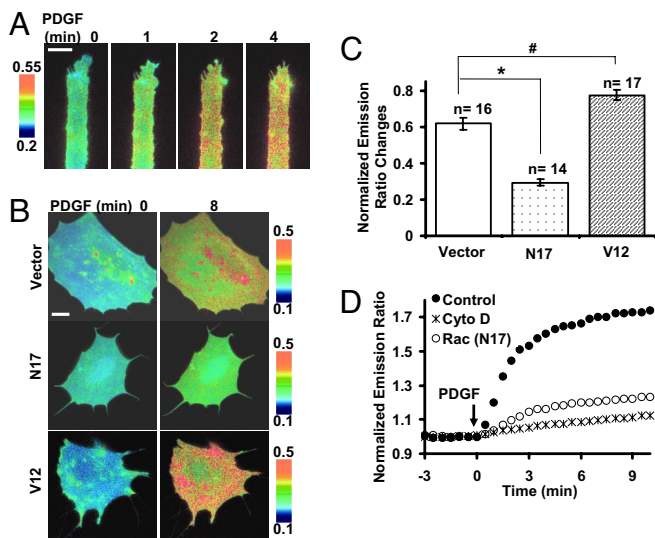 A
PDGF
(min) 0 1 2 4
0.55
0.2
B
PDGF (min) 0 8
Vector
0.5
0.1
N17
0.5
0.1
V12
0.5
0.1
C
Normalized Emission
Ratio Changes
0.8
0.6
0.4
0.2
0
#
*
n= 16
n= 14
n= 17
Vector N17 V12
D
Normalized Emission Ratio
1.7
1.5
1.3
1.1
0.9
Control
Cyto D
Rac (N17)
PDGF
-3 0 3 6 9
Time (min)